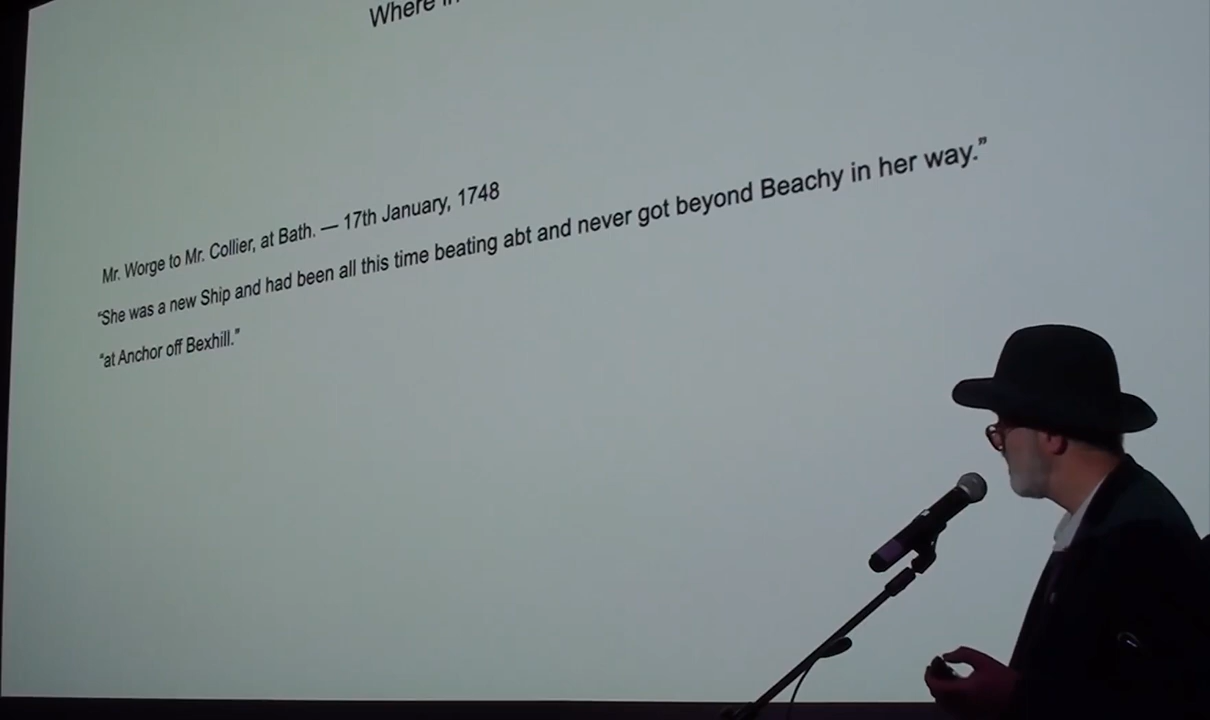 Where in
Mr. Worge to Mr. Collier, at Bath. — 17th January, 1748
“She was a new Ship and had been all this time beating abt and never got beyond Beachy in her way.”
“at Anchor off Bexhill.”